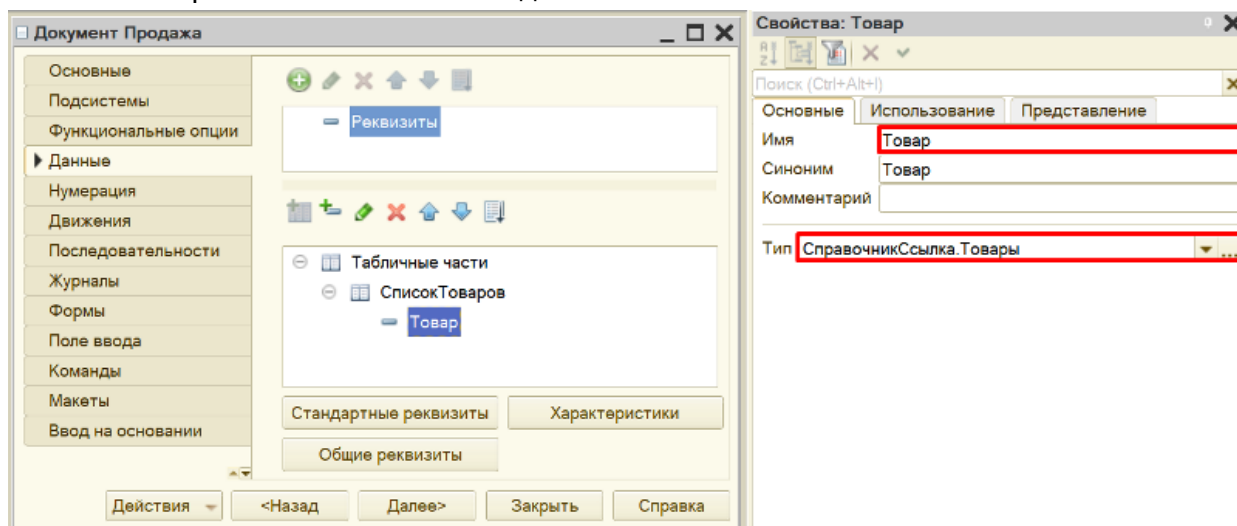 Документ Продажа
Основные
Подсистемы
Функциональные опции
Данные
Нумерация
Движения
Последовательности
Журналы
Формы
Поле ввода
Команды
Макеты
Ввод на основании
Реквизиты
Табличные части
СписокТоваров
Товар
Стандартные реквизиты
Характеристики
Общие реквизиты
Действия
<Назад
Далее>
Закрыть
Справка
Свойства: Товар
Поиск (Ctrl+Alt+I)
Основные Использование Представление
Имя Товар
Синоним Товар
Комментарий
Тип СправочникСсылка.Товары
...